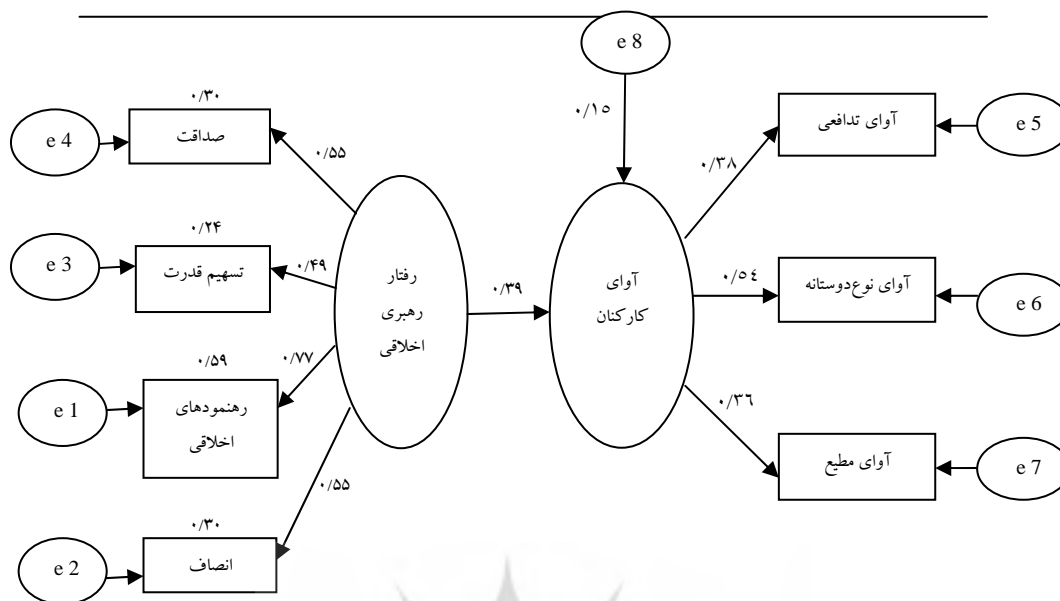 e 8
۰/۱۵
۰/۳۰
e 4
صداقت
۰/۵۵
آوای تدافعی
e 5
۰/۳۸
۰/۲۴
e 3
تسهیم قدرت
۰/۴۹
رفتار
رهبری
اخلاقی
۰/۳۹
آوای
کارکنان
۰/٥٤
آوای نوع‌دوستانه
e 6
۰/۵۹
۰/۷۷
e 1
رهنمودهای
اخلاقی
۰/۳٦
آوای مطیع
e 7
۰/۵۵
۰/۳۰
e 2
انصاف